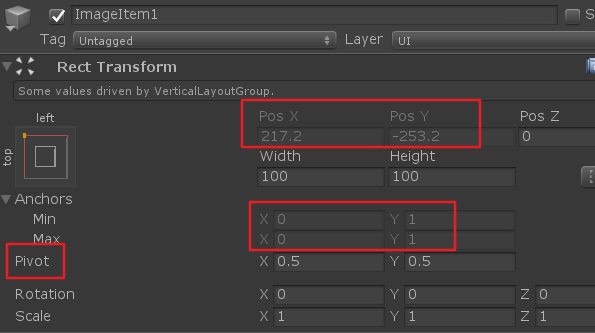 ImageItem1 S
Tag Untagged Layer UI
Rect Transform
Some values driven by VerticalLayoutGroup.
left Pos X Pos Y Pos Z
top 217.2 -253.2 0
Width Height
100 100
Anchors
Min X 0 Y 1
Max X 0 Y 1
Pivot X 0.5 Y 0.5
Rotation X 0 Y 0 Z 0
Scale X 1 Y 1 Z 1